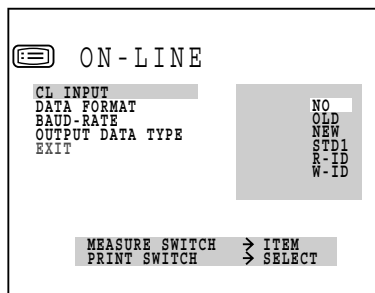 ON-LINE
CL INPUT
DATA FORMAT
BAUD-RATE
OUTPUT DATA TYPE
EXIT
NO
OLD
NEW
STD1
R-ID
W-ID
MEASURE SWITCH → ITEM
PRINT SWITCH → SELECT